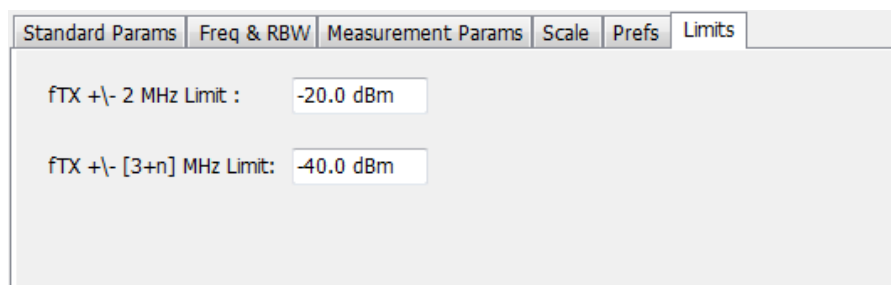 Standard Params Freq & RBW Measurement Params Scale Prefs Limits
fTX +\- 2 MHz Limit : -20.0 dBm
fTX +\- [3+n] MHz Limit: -40.0 dBm